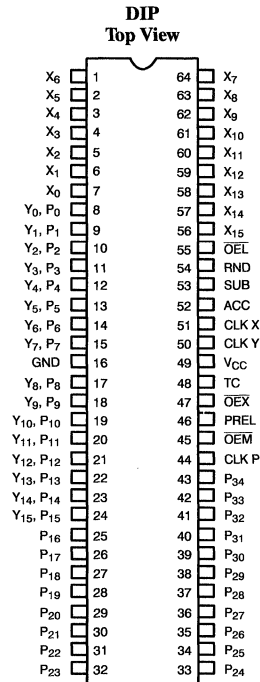 DIP
Top View
X6 1 64 X7
X5 2 63 X8
X4 3 62 X9
X3 4 61 X10
X2 5 60 X11
X1 6 59 X12
X0 7 58 X13
Y0, P0 8 57 X14
Y1, P1 9 56 X15
Y2, P2 10 55 O̅E̅L̅
Y3, P3 11 54 RND
Y4, P4 12 53 SUB
Y5, P5 13 52 ACC
Y6, P6 14 51 CLK X
Y7, P7 15 50 CLK Y
GND 16 49 VCC
Y8, P8 17 48 TC
Y9, P9 18 47 O̅E̅X̅
Y10, P10 19 46 PREL
Y11, P11 20 45 O̅E̅M̅
Y12, P12 21 44 CLK P
Y13, P13 22 43 P34
Y14, P14 23 42 P33
Y15, P15 24 41 P32
P16 25 40 P31
P17 26 39 P30
P18 27 38 P29
P19 28 37 P28
P20 29 36 P27
P21 30 35 P26
P22 31 34 P25
P23 32 33 P24